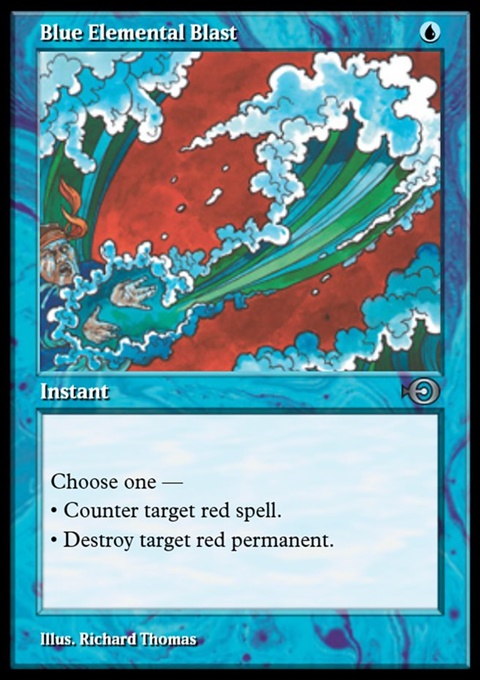 Blue Elemental Blast
Instant
Choose one —
• Counter target red spell.
• Destroy target red permanent.
Illus. Richard Thomas